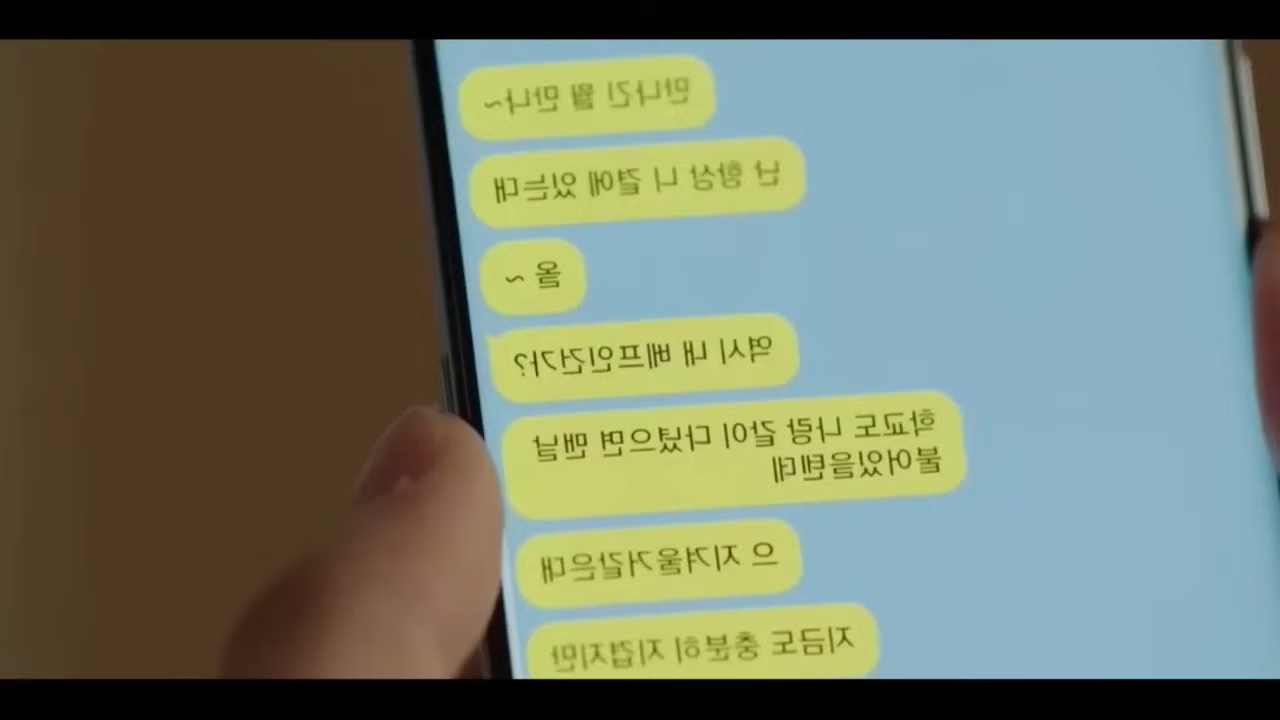 만나긴 뭘 만나~
난 항상 니 곁에 있는대
올 ~
역시 내 베프인건가?
학교도 나랑 같이 다녔으면 맨날
붙어있을텐데
으 지겨울거같은대
지금도 충분히 지겹지만